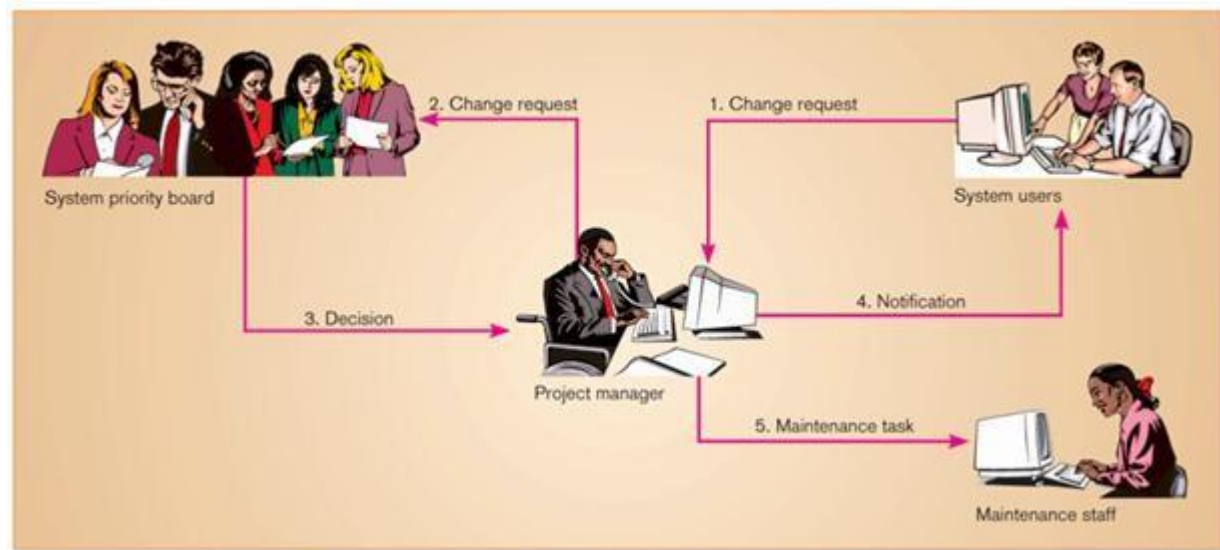 2. Change request
1. Change request
System priority board
System users
3. Decision
4. Notification
Project manager
5. Maintenance task
Maintenance staff